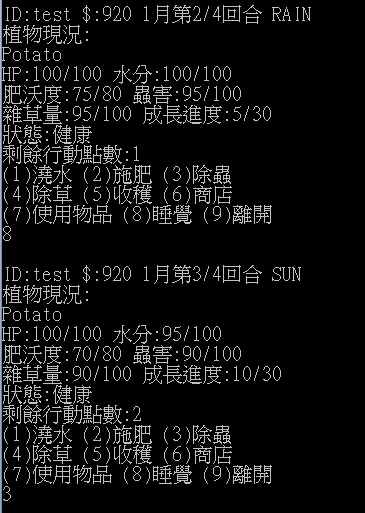 ID:test $:920 1月第2/4回合 RAIN
植物現況:
Potato
HP:100/100 水分:100/100
肥沃度:75/80 蟲害:95/100
雜草量:95/100 成長進度:5/30
狀態:健康
剩餘行動點數:1
(1)澆水 (2)施肥 (3)除蟲
(4)除草 (5)收穫 (6)商店
(7)使用物品 (8)睡覺 (9)離開
8
ID:test $:920 1月第3/4回合 SUN
植物現況:
Potato
HP:100/100 水分:95/100
肥沃度:70/80 蟲害:90/100
雜草量:90/100 成長進度:10/30
狀態:健康
剩餘行動點數:2
(1)澆水 (2)施肥 (3)除蟲
(4)除草 (5)收穫 (6)商店
(7)使用物品 (8)睡覺 (9)離開
3